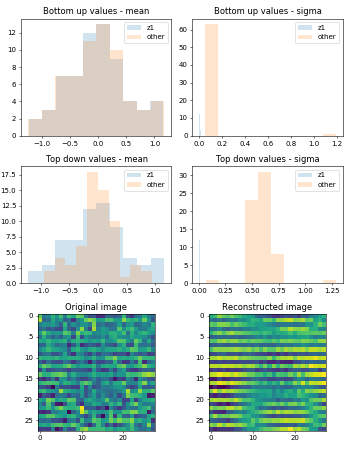 Bottom up values - mean
Bottom up values - sigma
12
10
8
6
4
2
0
z1
other
−1.0 −0.5 0.0 0.5 1.0
60
50
40
30
20
10
0
z1
other
0.0 0.2 0.4 0.6 0.8 1.0 1.2
Top down values - mean
Top down values - sigma
17.5
15.0
12.5
10.0
7.5
5.0
2.5
0.0
z1
other
−1.0 −0.5 0.0 0.5 1.0
30
25
20
15
10
5
0
z1
other
0.00 0.25 0.50 0.75 1.00 1.25
Original image
Reconstructed image
0
5
10
15
20
25
0 10 20
0
5
10
15
20
25
0 10 20